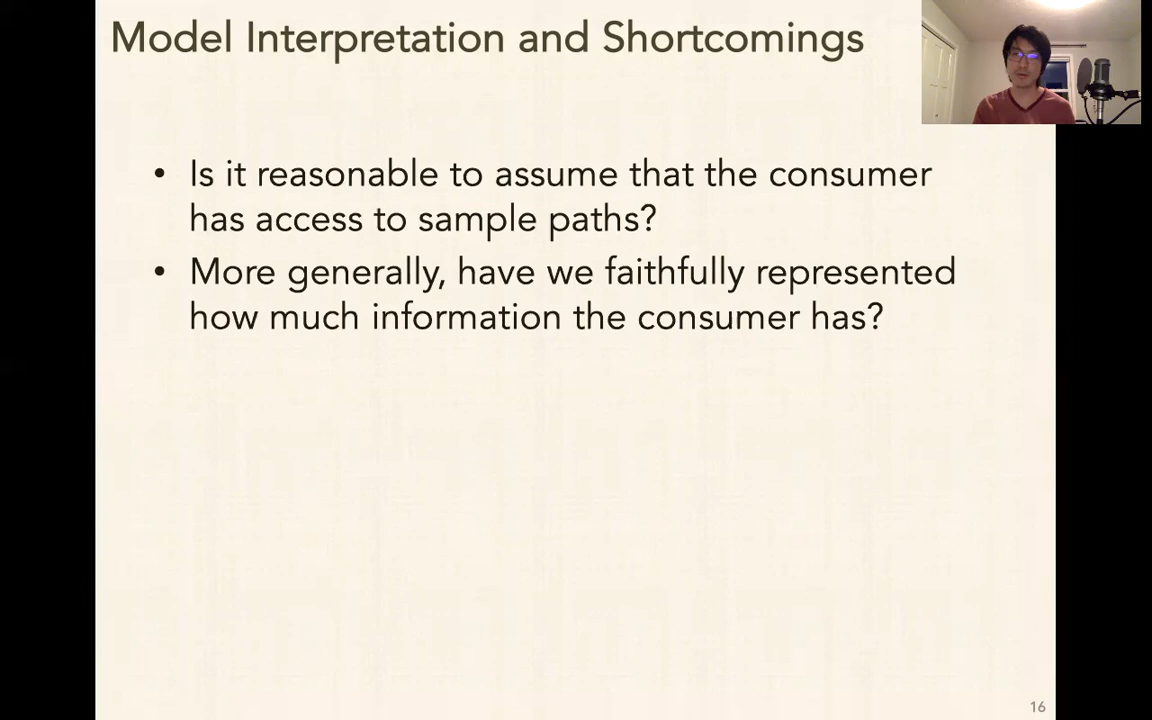 Model Interpretation and Shortcomings
• Is it reasonable to assume that the consumer
has access to sample paths?
• More generally, have we faithfully represented
how much information the consumer has?
16